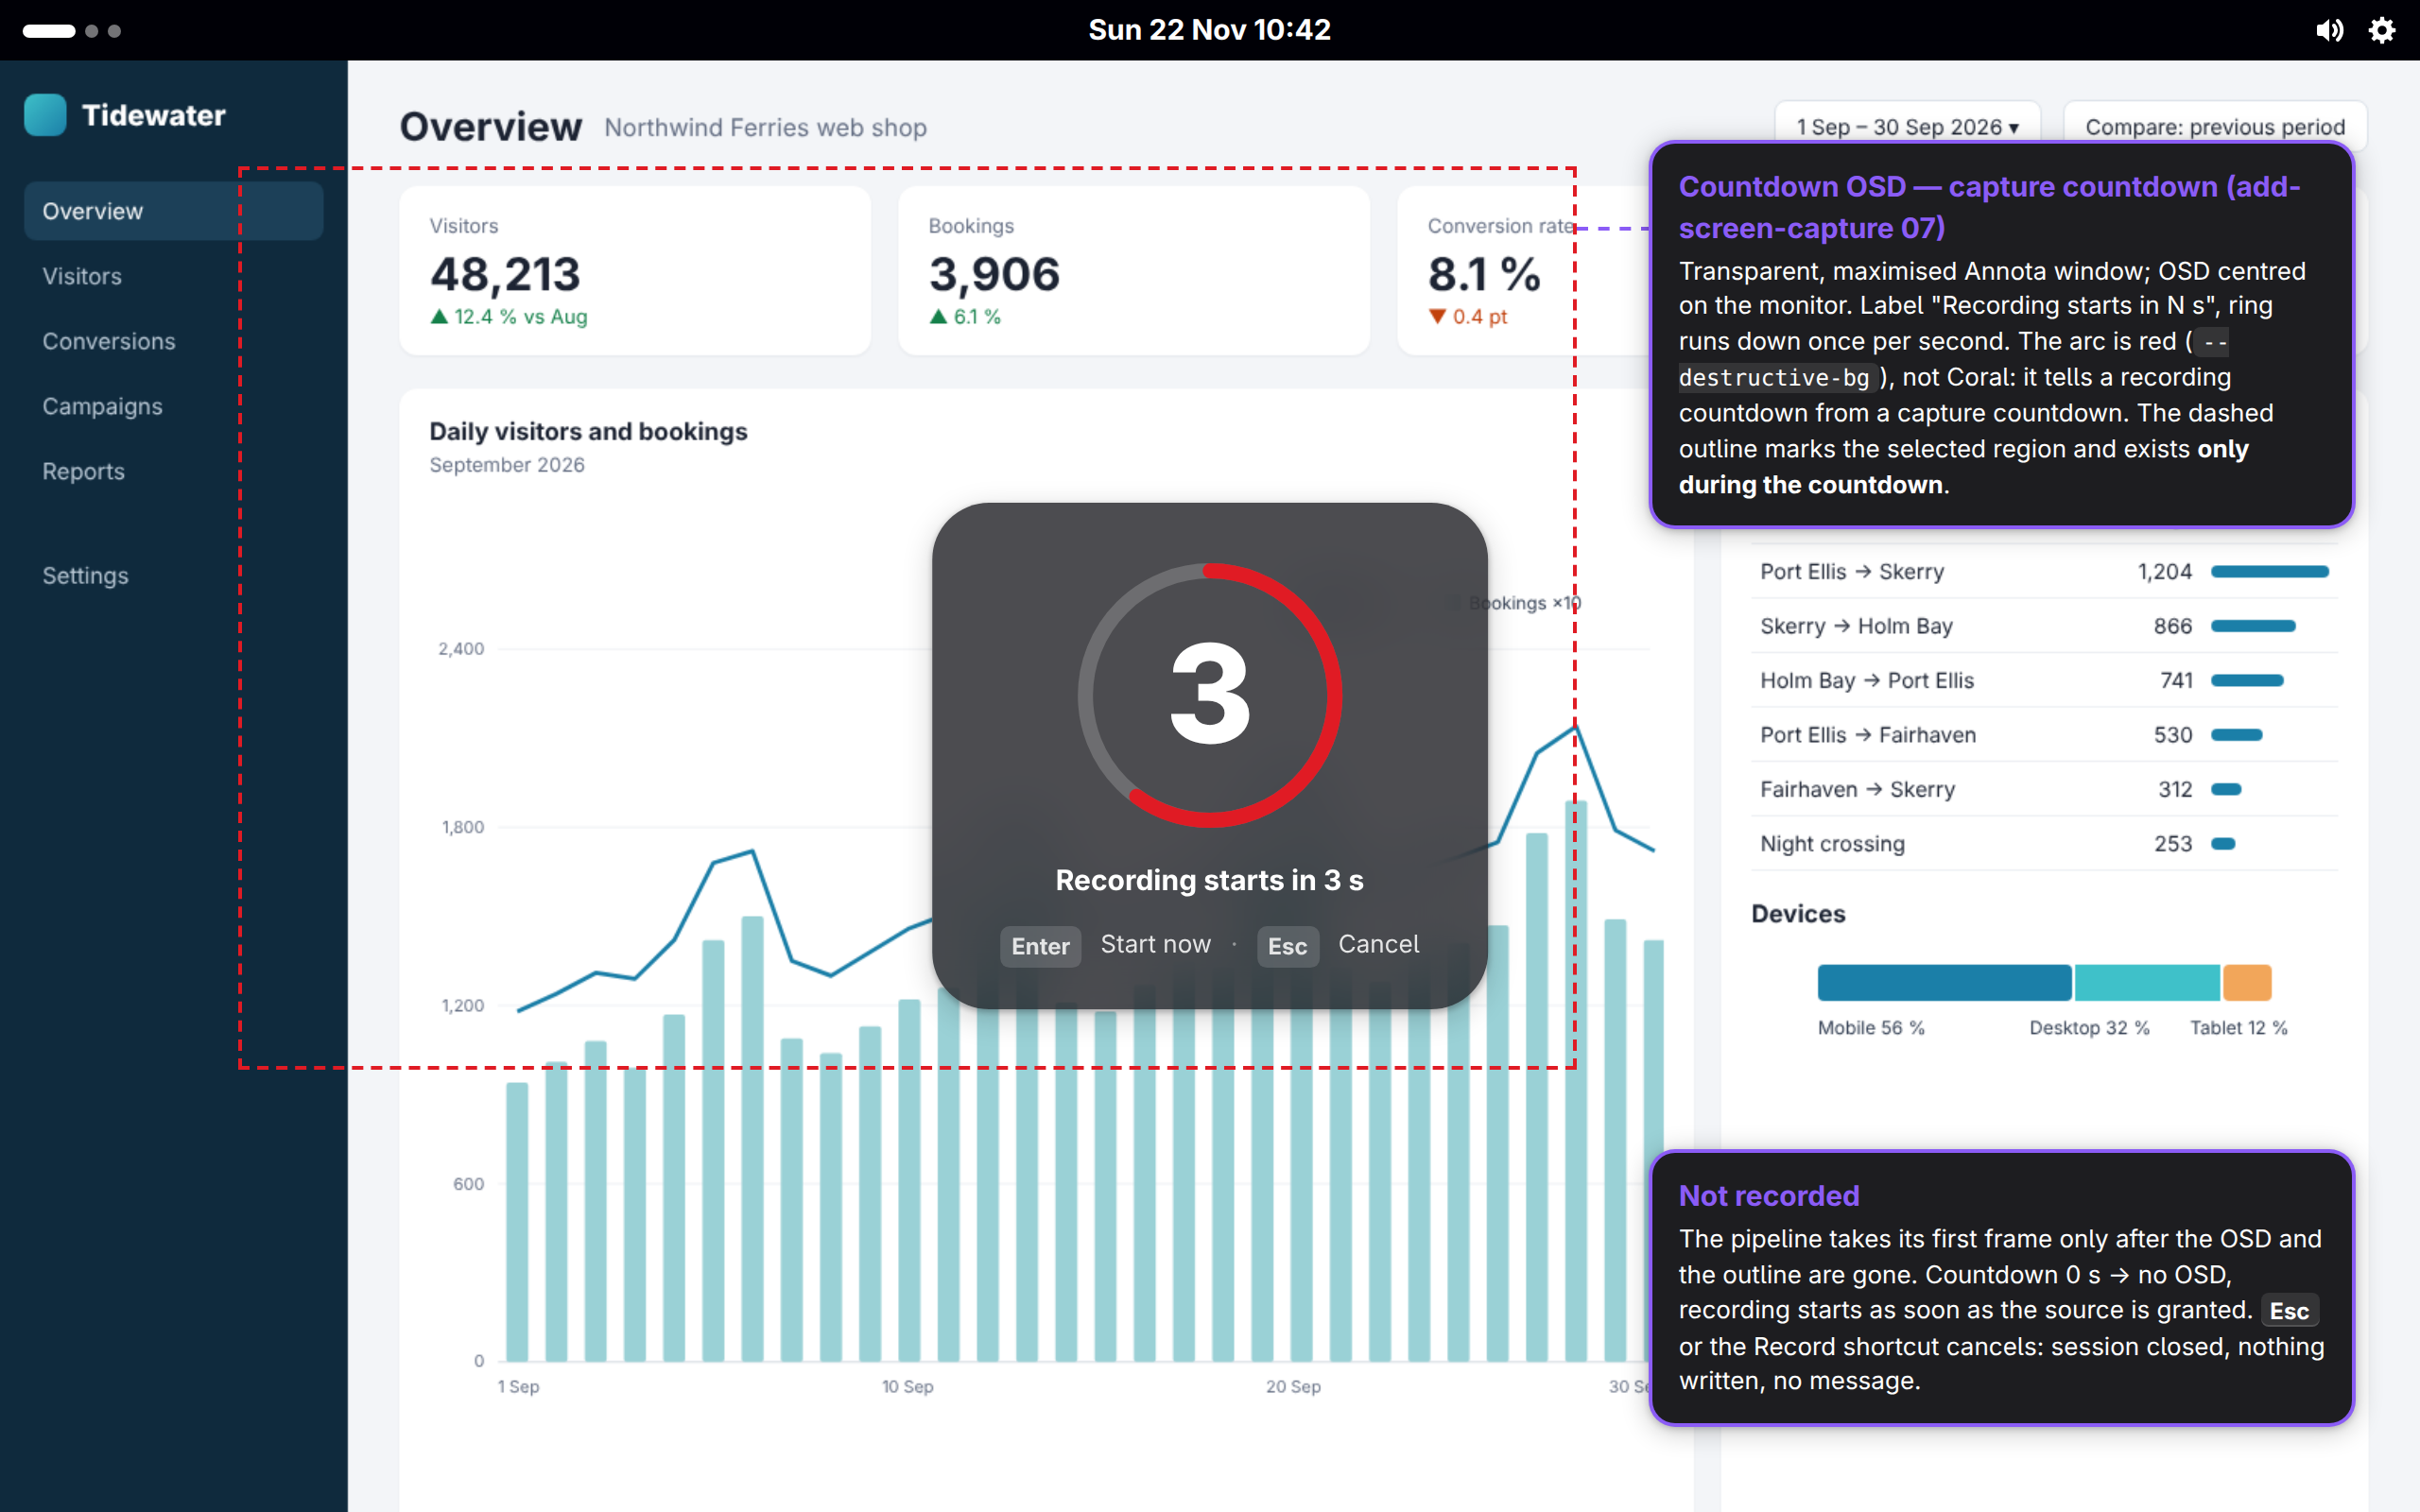 Sun 22 Nov 10:42
Tidewater
Overview
Visitors
Conversions
Campaigns
Reports
Settings
Overview Northwind Ferries web shop
1 Sep – 30 Sep 2026 ▾
Compare: previous period
Visitors
48,213
▲ 12.4 % vs Aug
Bookings
3,906
▲ 6.1 %
Conversion rate
8.1 %
▼ 0.4 pt
Countdown OSD — capture countdown (add-
screen-capture 07)
Transparent, maximised Annota window; OSD centred
on the monitor. Label "Recording starts in N s", ring
runs down once per second. The arc is red (--
destructive-bg), not Coral: it tells a recording
countdown from a capture countdown. The dashed
outline marks the selected region and exists only
during the countdown.
Daily visitors and bookings
September 2026
Bookings ×10
2,400
1,800
1,200
600
0
1 Sep
10 Sep
20 Sep
30
3
Recording starts in 3 s
Enter Start now · Esc Cancel
Port Ellis → Skerry 1,204
Skerry → Holm Bay 866
Holm Bay → Port Ellis 741
Port Ellis → Fairhaven 530
Fairhaven → Skerry 312
Night crossing 253
Devices
Mobile 56 %
Desktop 32 %
Tablet 12 %
Not recorded
The pipeline takes its first frame only after the OSD and
the outline are gone. Countdown 0 s → no OSD,
recording starts as soon as the source is granted. Esc
or the Record shortcut cancels: session closed, nothing
written, no message.